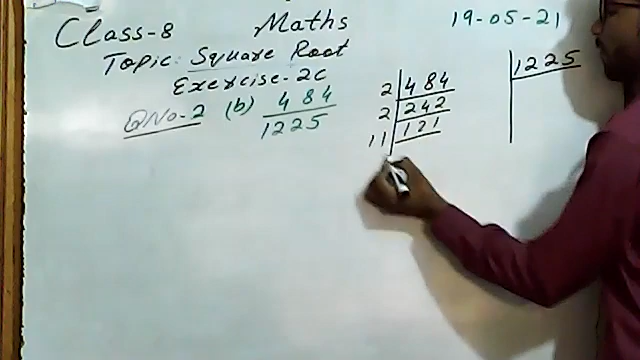 Class-8 Maths 19-05-21
Topic: Square Root
Exercise-2c
QNo-2 (b) 484
1225
2 484
2 242
11 121
1225